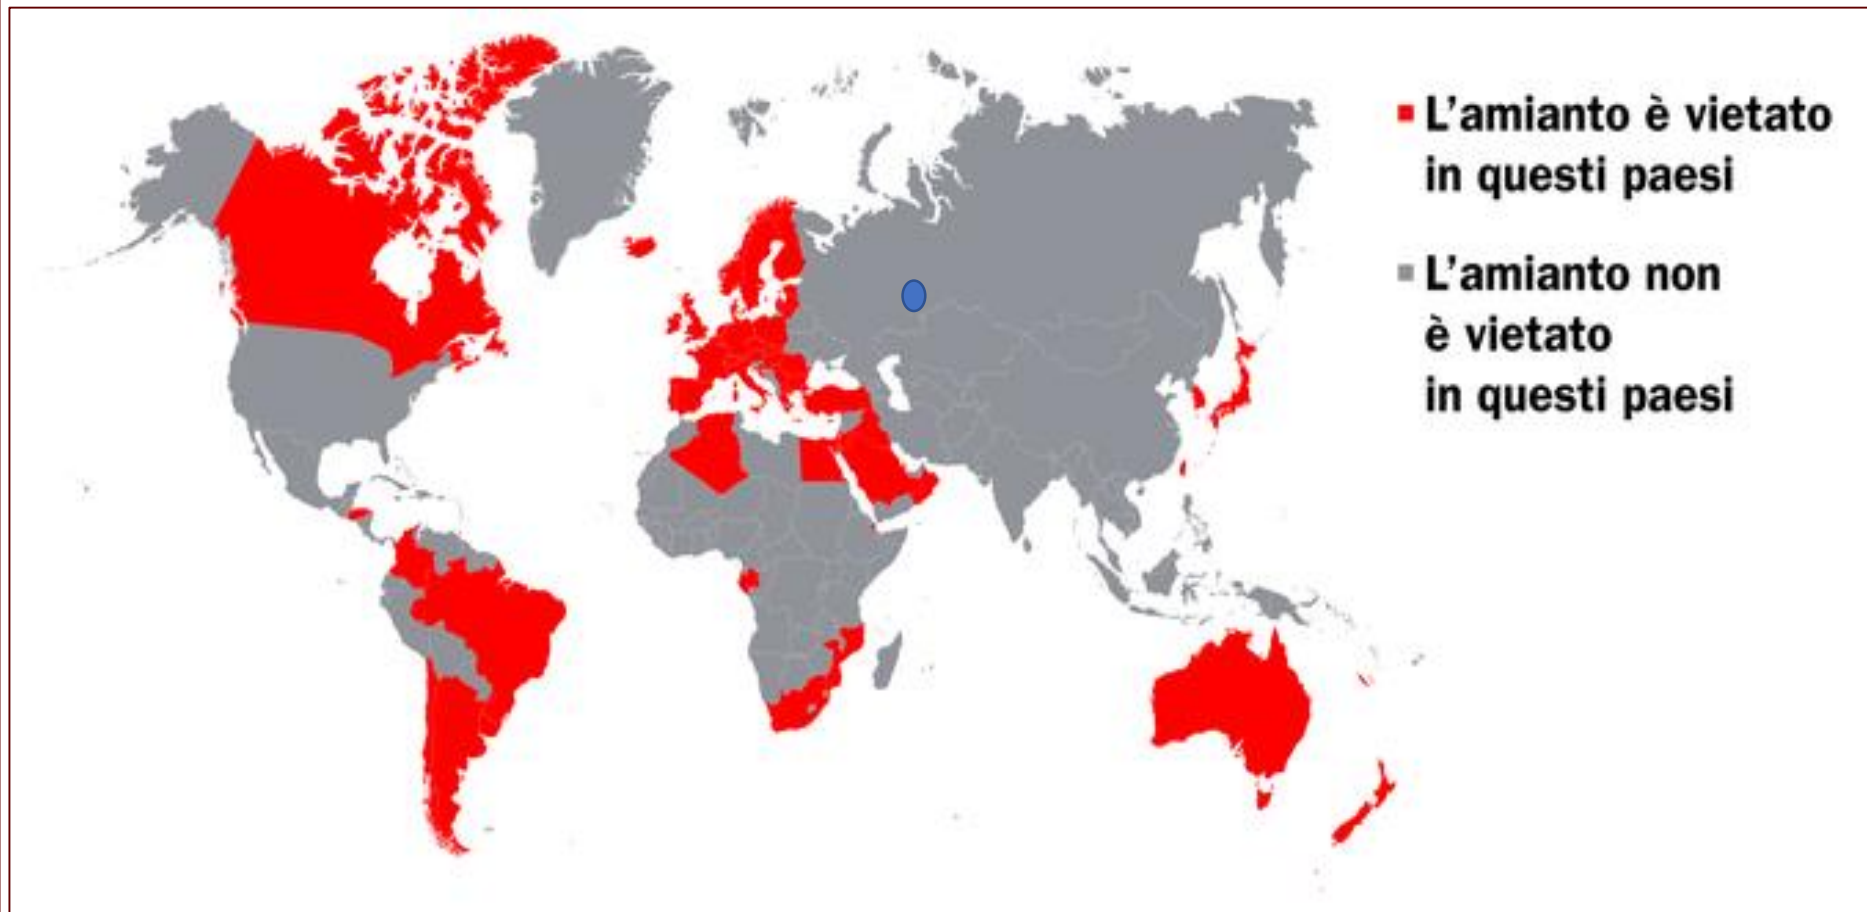 L’amianto è vietato
in questi paesi
L’amianto non
è vietato
in questi paesi